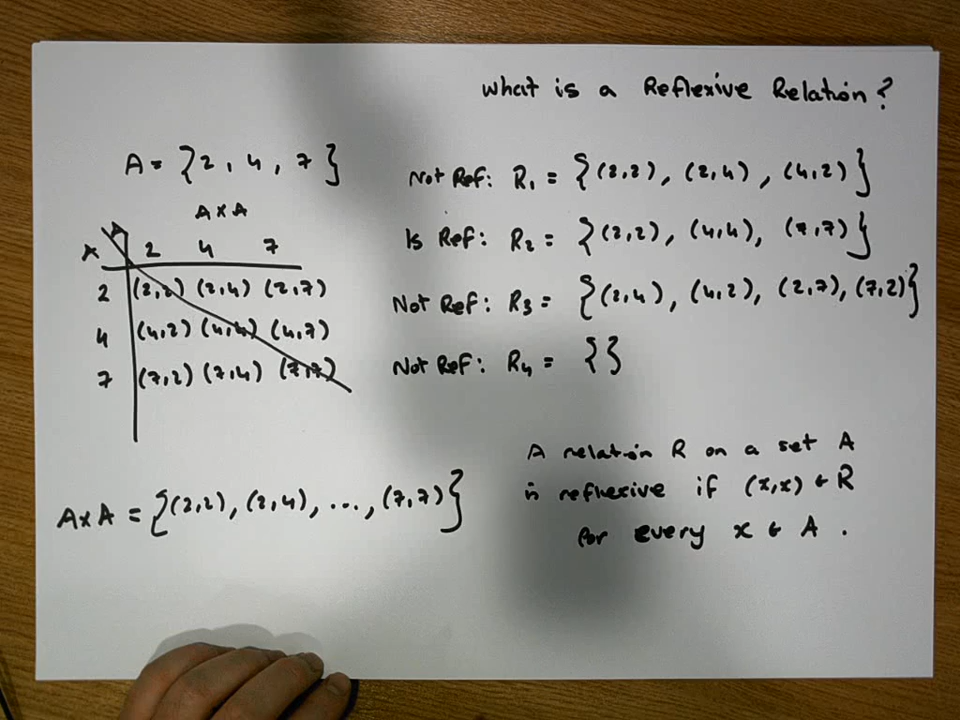 What is a Reflexive Relation?
A = {2, 4, 7}
A × A
A A 2 4 7
2 (2,2) (2,4) (2,7)
4 (4,2) (4,4) (4,7)
7 (7,2) (7,4) (7,7)
A×A = {(2,2), (2,4), ..., (7,7)}
Not Ref: R₁ = {(2,2), (2,4), (4,2)}
Is Ref: R₂ = {(2,2), (4,4), (7,7)}
Not Ref: R₃ = {(2,4), (4,2), (2,7), (7,2)}
Not Ref: R₄ = {}
A relation R on a set A
is reflexive if (x,x) ∈ R
for every x ∈ A .